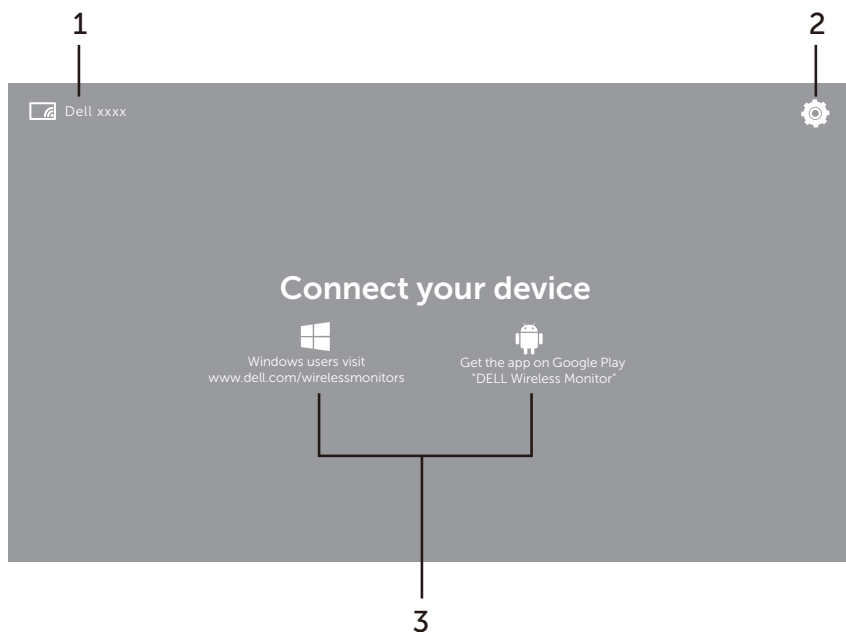 1
2
Dell xxxx
Connect your device
Windows users visit
www.dell.com/wirelessmonitors
Get the app on Google Play
"DELL Wireless Monitor"
3